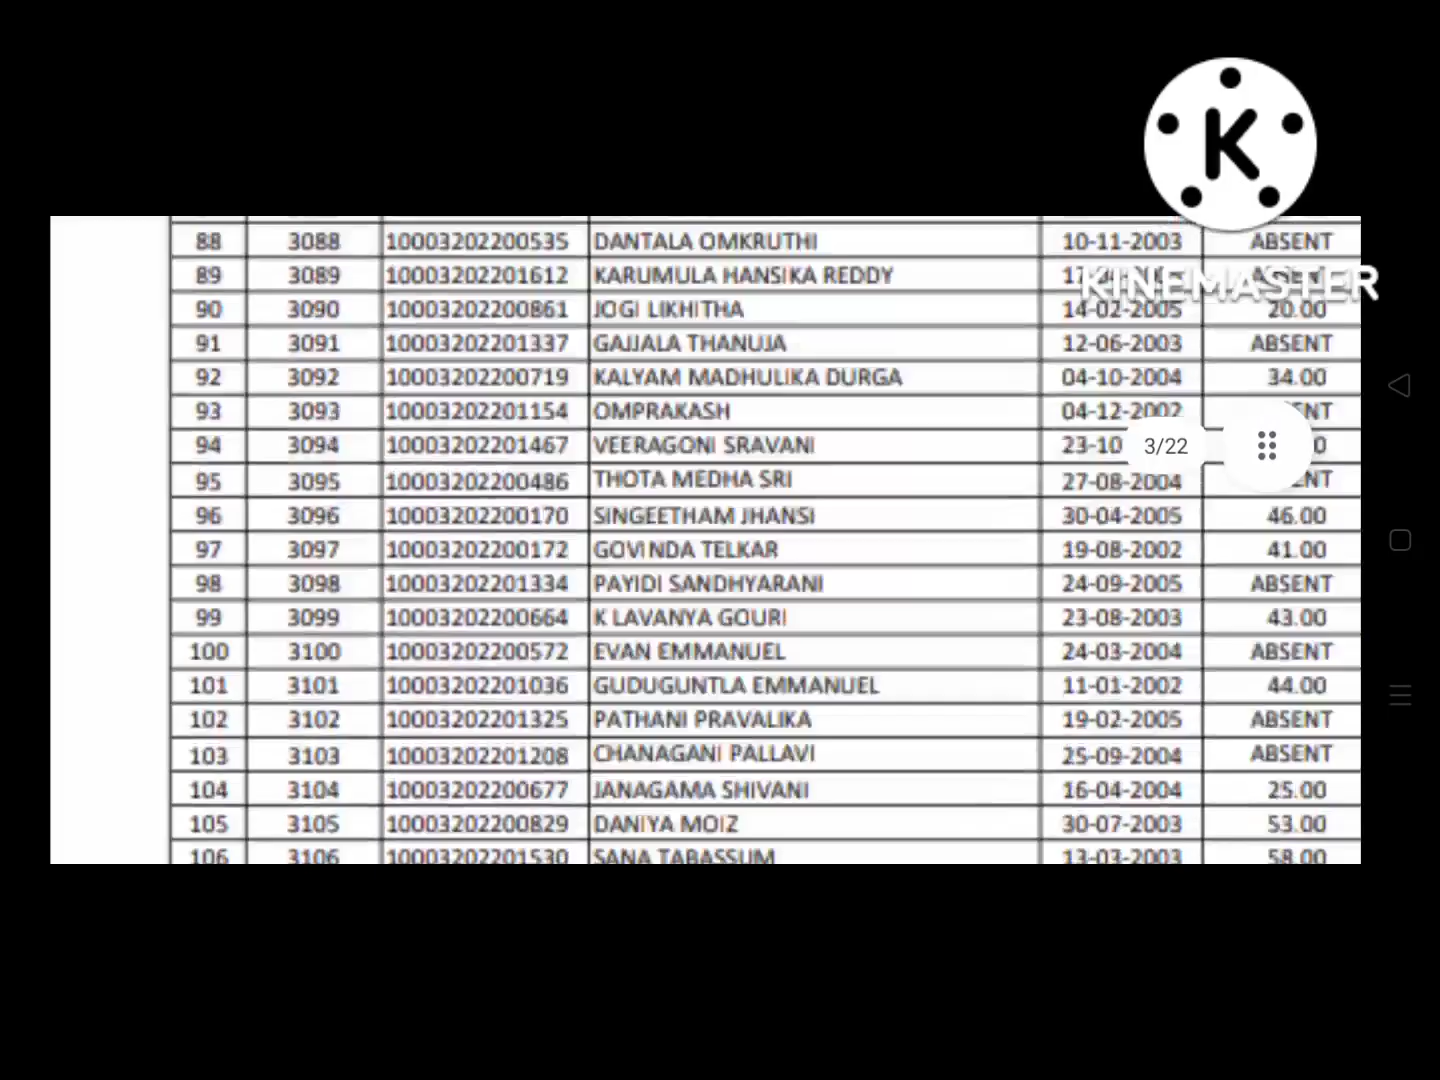 K
KINEMASTER
88 3088 10003202200535 DANTALA OMKRUTHI 10-11-2003 ABSENT
89 3089 10003202201612 KARUMULA HANSIKA REDDY
90 3090 10003202200861 JOGI LIKHITHA 14-02-2005 20.00
91 3091 10003202201337 GAJJALA THANUJA 12-06-2003 ABSENT
92 3092 10003202200719 KALYAM MADHULIKA DURGA 04-10-2004 34.00
93 3093 10003202201154 OMPRAKASH 04-12-2002
94 3094 10003202201467 VEERAGONI SRAVANI 23-10
3/22
95 3095 10003202200486 THOTA MEDHA SRI 27-08-2004
96 3096 10003202200170 SINGEETHAM JHANSI 30-04-2005 46.00
97 3097 10003202200172 GOVINDA TELKAR 19-08-2002 41.00
98 3098 10003202201334 PAYIDI SANDHYARANI 24-09-2005 ABSENT
99 3099 10003202200664 K LAVANYA GOURI 23-08-2003 43.00
100 3100 10003202200572 EVAN EMMANUEL 24-03-2004 ABSENT
101 3101 10003202201036 GUDUGUNTLA EMMANUEL 11-01-2002 44.00
102 3102 10003202201325 PATHANI PRAVALIKA 19-02-2005 ABSENT
103 3103 10003202201208 CHANAGANI PALLAVI 25-09-2004 ABSENT
104 3104 10003202200677 JANAGAMA SHIVANI 16-04-2004 25.00
105 3105 10003202200829 DANIYA MOIZ 30-07-2003 53.00
106 3106 10003202201530 SANA TABASSUM 13-03-2003 58.00